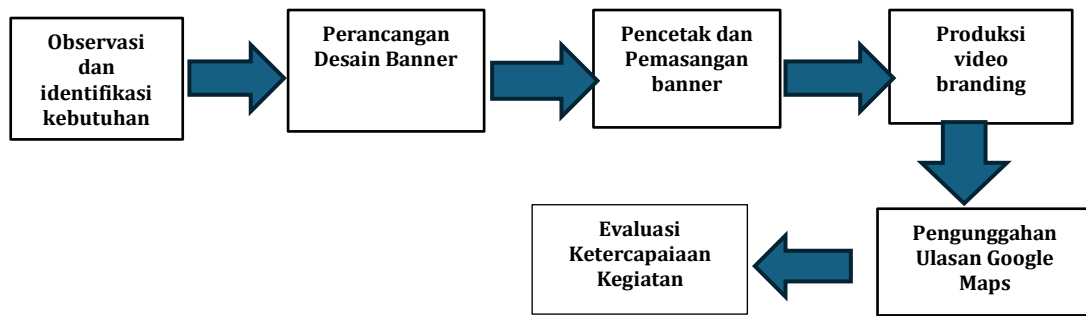 Observasi
dan
identifikasi
kebutuhan
Perancangan
Desain Banner
Pencetak dan
Pemasangan
banner
Produksi
video
branding
Pengunggahan
Ulasan Google
Maps
Evaluasi
Ketercapaiaan
Kegiatan